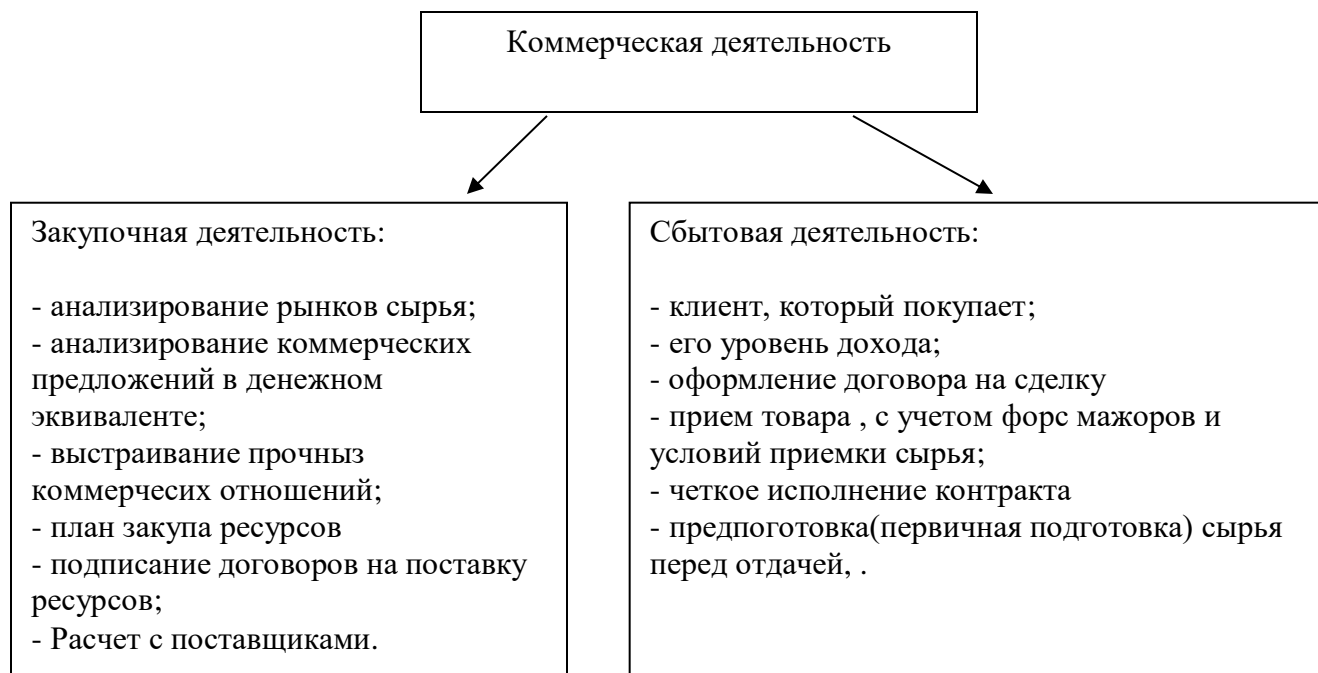 Коммерческая деятельность
Закупочная деятельность:
- анализирование рынков сырья;
- анализирование коммерческих
предложений в денежном
эквиваленте;
- выстраивание прочныз
коммерчесих отношений;
- план закупа ресурсов
- подписание договоров на поставку
ресурсов;
- Расчет с поставщиками.
Сбытовая деятельность:
- клиент, который покупает;
- его уровень дохода;
- оформление договора на сделку
- прием товара , с учетом форс мажоров и
условий приемки сырья;
- четкое исполнение контракта
- предпоготовка(первичная подготовка) сырья
перед отдачей, .